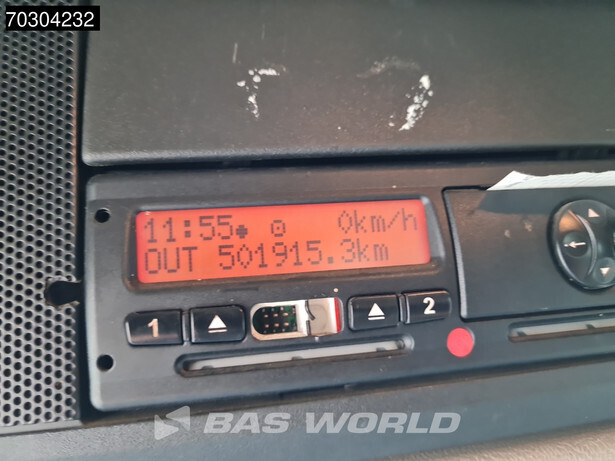 70304232
11:55 0km/h
OUT 501915.3km
1 2
BAS WORLD